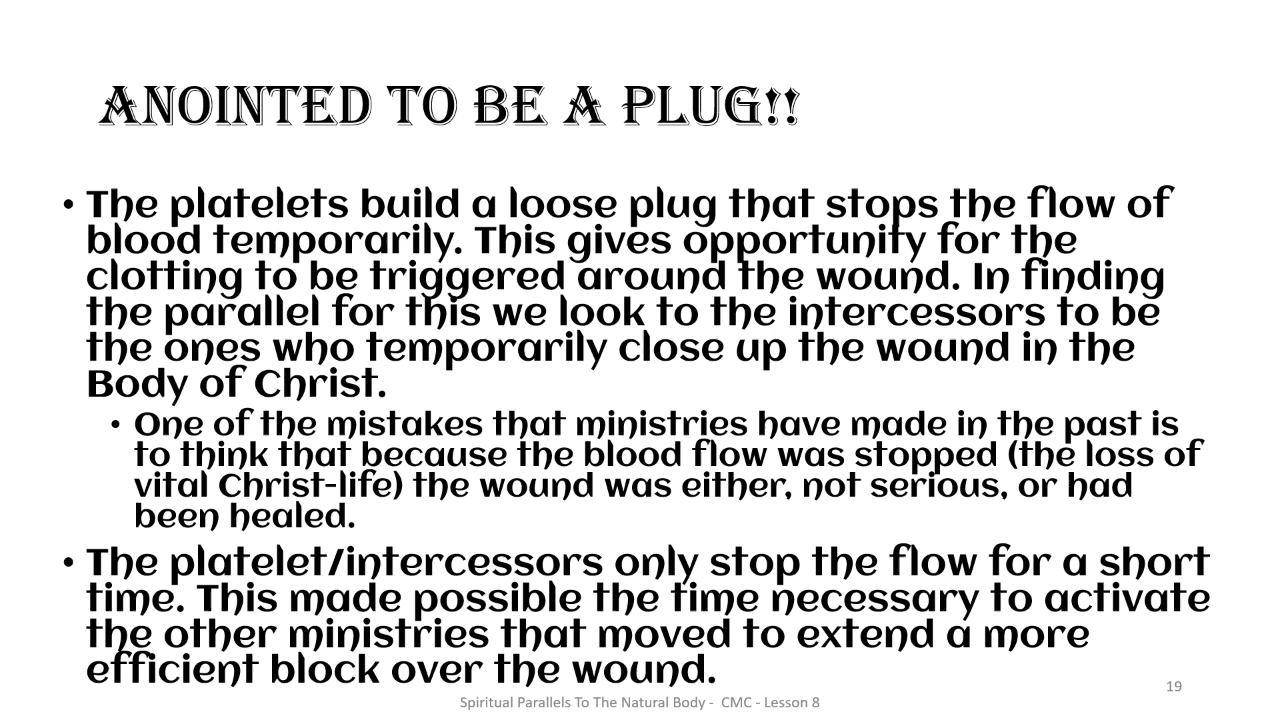 ANOINTED TO BE A PLUG!!
• The platelets build a loose plug that stops the flow of
blood temporarily. This gives opportunity for the
clotting to be triggered around the wound. In finding
the parallel for this we look to the intercessors to be
the ones who temporarily close up the wound in the
Body of Christ.
• One of the mistakes that ministries have made in the past is
to think that because the blood flow was stopped (the loss of
vital Christ-life) the wound was either, not serious, or had
been healed.
• The platelet/intercessors only stop the flow for a short
time. This made possible the time necessary to activate
the other ministries that moved to extend a more
efficient block over the wound.
19
Spiritual Parallels To The Natural Body - CMC - Lesson 8